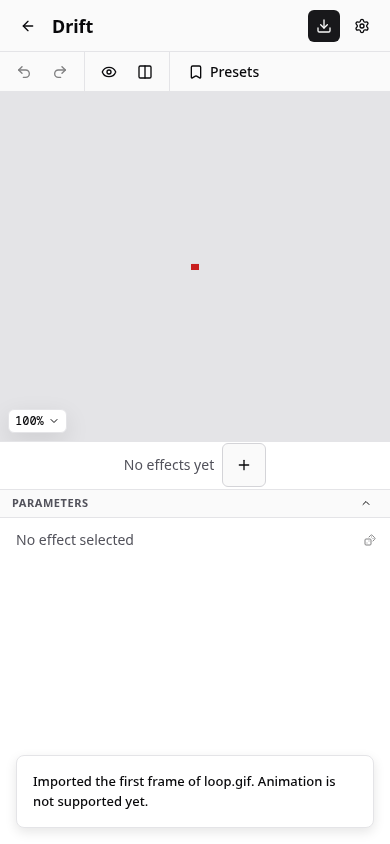 Drift
Presets
100%
No effects yet
PARAMETERS
No effect selected
Imported the first frame of loop.gif. Animation is
not supported yet.